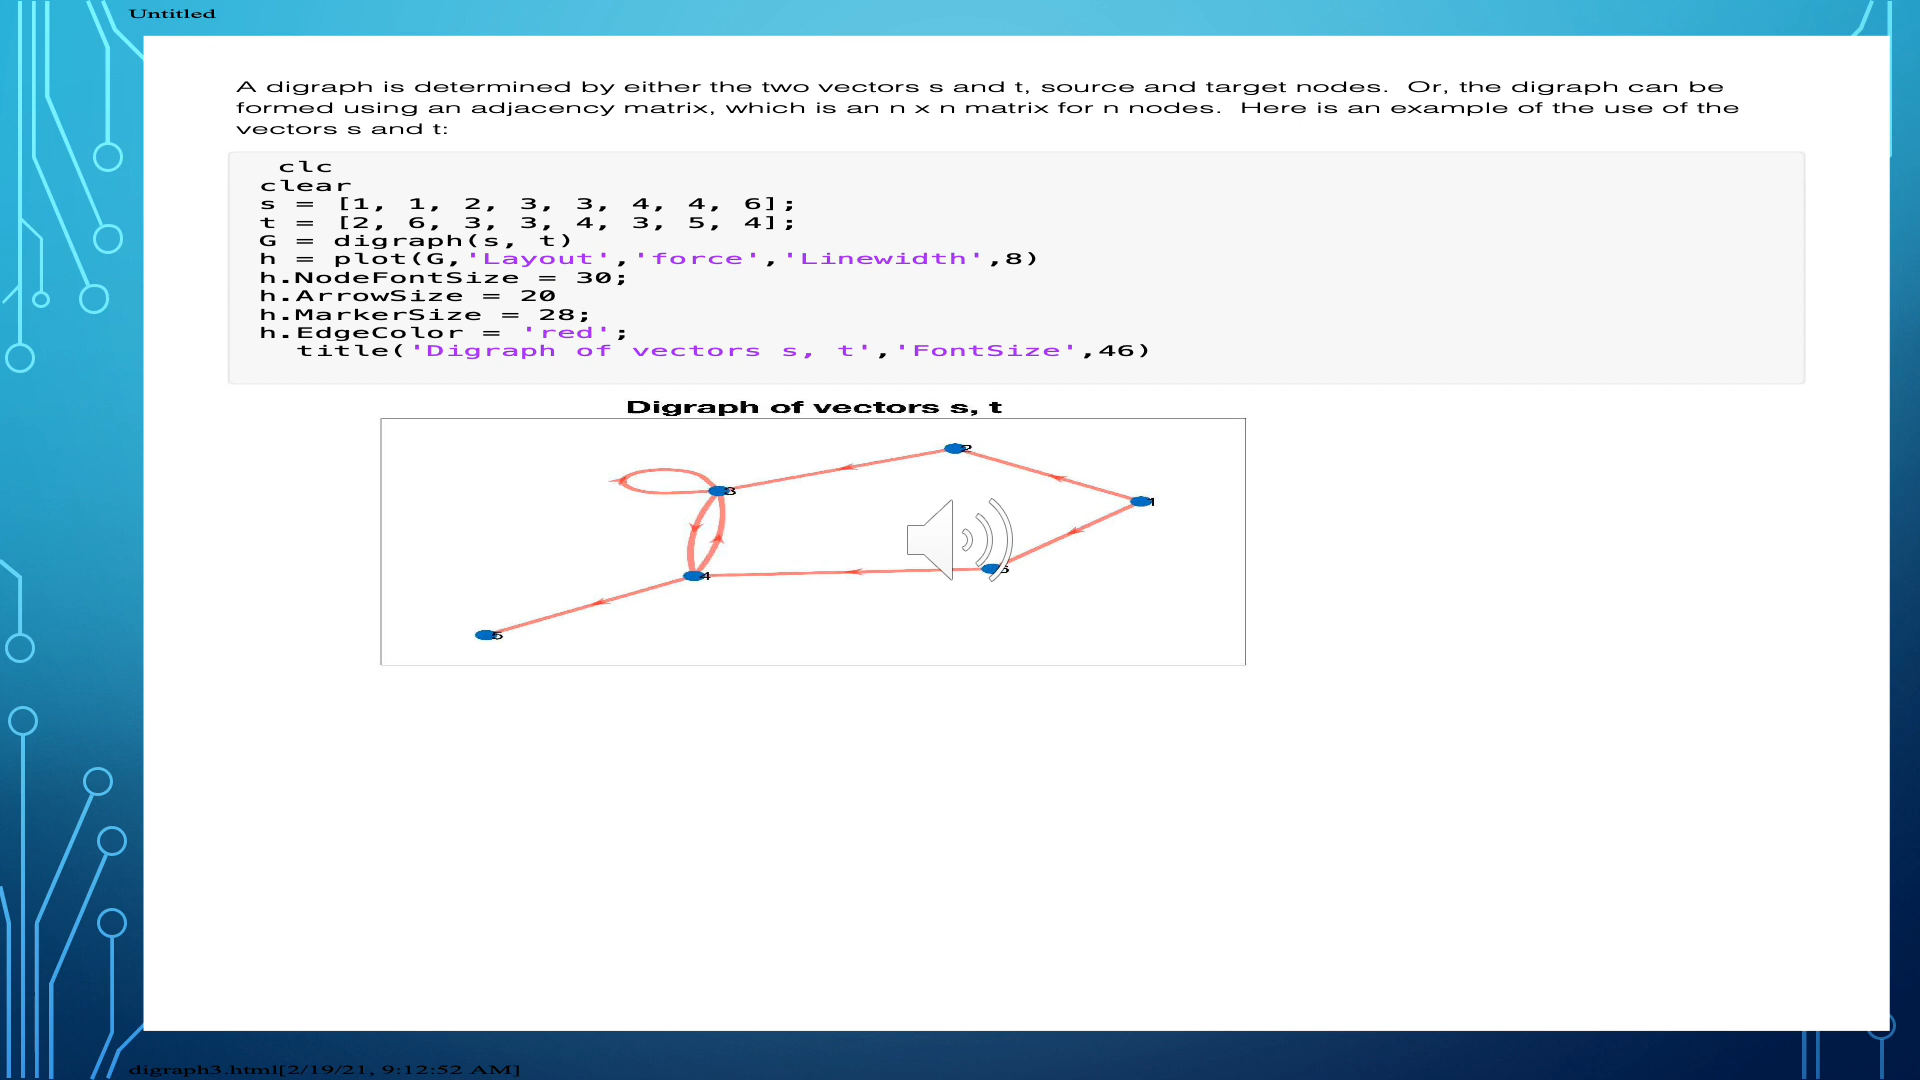 Untitled
A digraph is determined by either the two vectors s and t, source and target nodes.  Or, the digraph can be
formed using an adjacency matrix, which is an n x n matrix for n nodes.  Here is an example of the use of the
vectors s and t:
clc
clear
s = [1, 1, 2, 3, 3, 4, 4, 6];
t = [2, 6, 3, 3, 4, 3, 5, 4];
G = digraph(s, t)
h = plot(G,'Layout','force','Linewidth',8)
h.NodeFontSize = 30;
h.ArrowSize = 20
h.MarkerSize = 28;
h.EdgeColor = 'red';
title('Digraph of vectors s, t','FontSize',46)
Digraph of vectors s, t
2
3
1
4
5
digraph3.html[2/19/21, 9:12:52 AM]